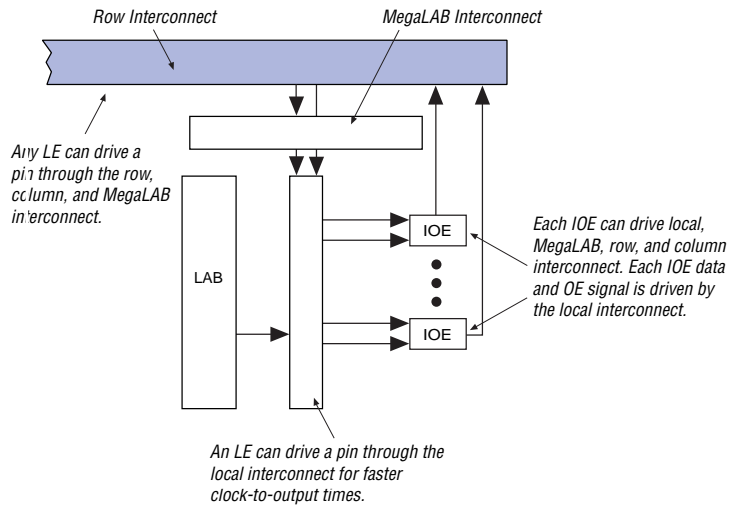 Row Interconnect
MegaLAB Interconnect
Any LE can drive a
pin through the row,
column, and MegaLAB
interconnect.
LAB
IOE
IOE
Each IOE can drive local,
MegaLAB, row, and column
interconnect. Each IOE data
and OE signal is driven by
the local interconnect.
An LE can drive a pin through the
local interconnect for faster
clock-to-output times.